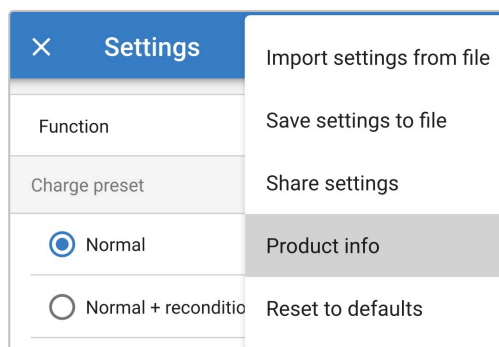 Settings
Import settings from file
Function
Save settings to file
Charge preset
Share settings
Normal
Product info
Normal + reconditio
Reset to defaults